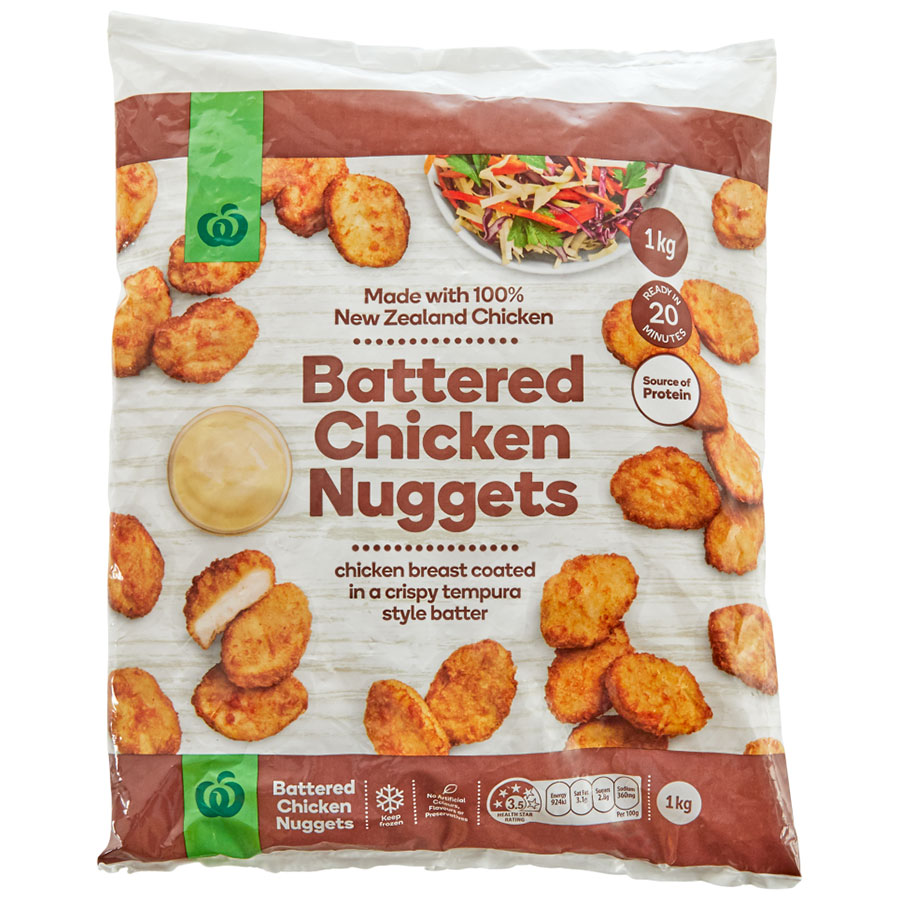 Made with 100%
New Zealand Chicken
Battered
Chicken
Nuggets
chicken breast coated
in a crispy tempura
style batter
1kg
READY IN
20
MINUTES
Source of
Protein
Battered
Chicken
Nuggets
Keep
frozen
No Artificial
Colours,
Flavours or
Preservatives
3.5
HEALTH STAR
RATING
Energy
924kJ
Sat Fat
3.1g
Sugars
2.0g
Sodium
360mg
Per 100g
1kg